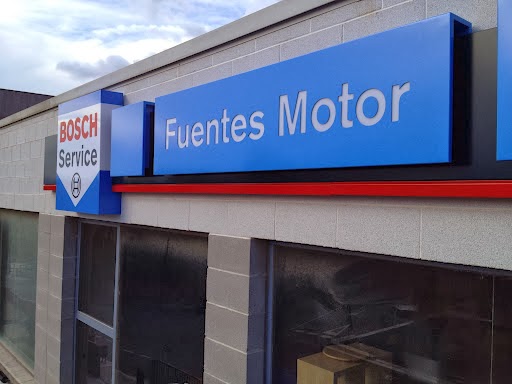 BOSCH
Service
Fuentes Motor